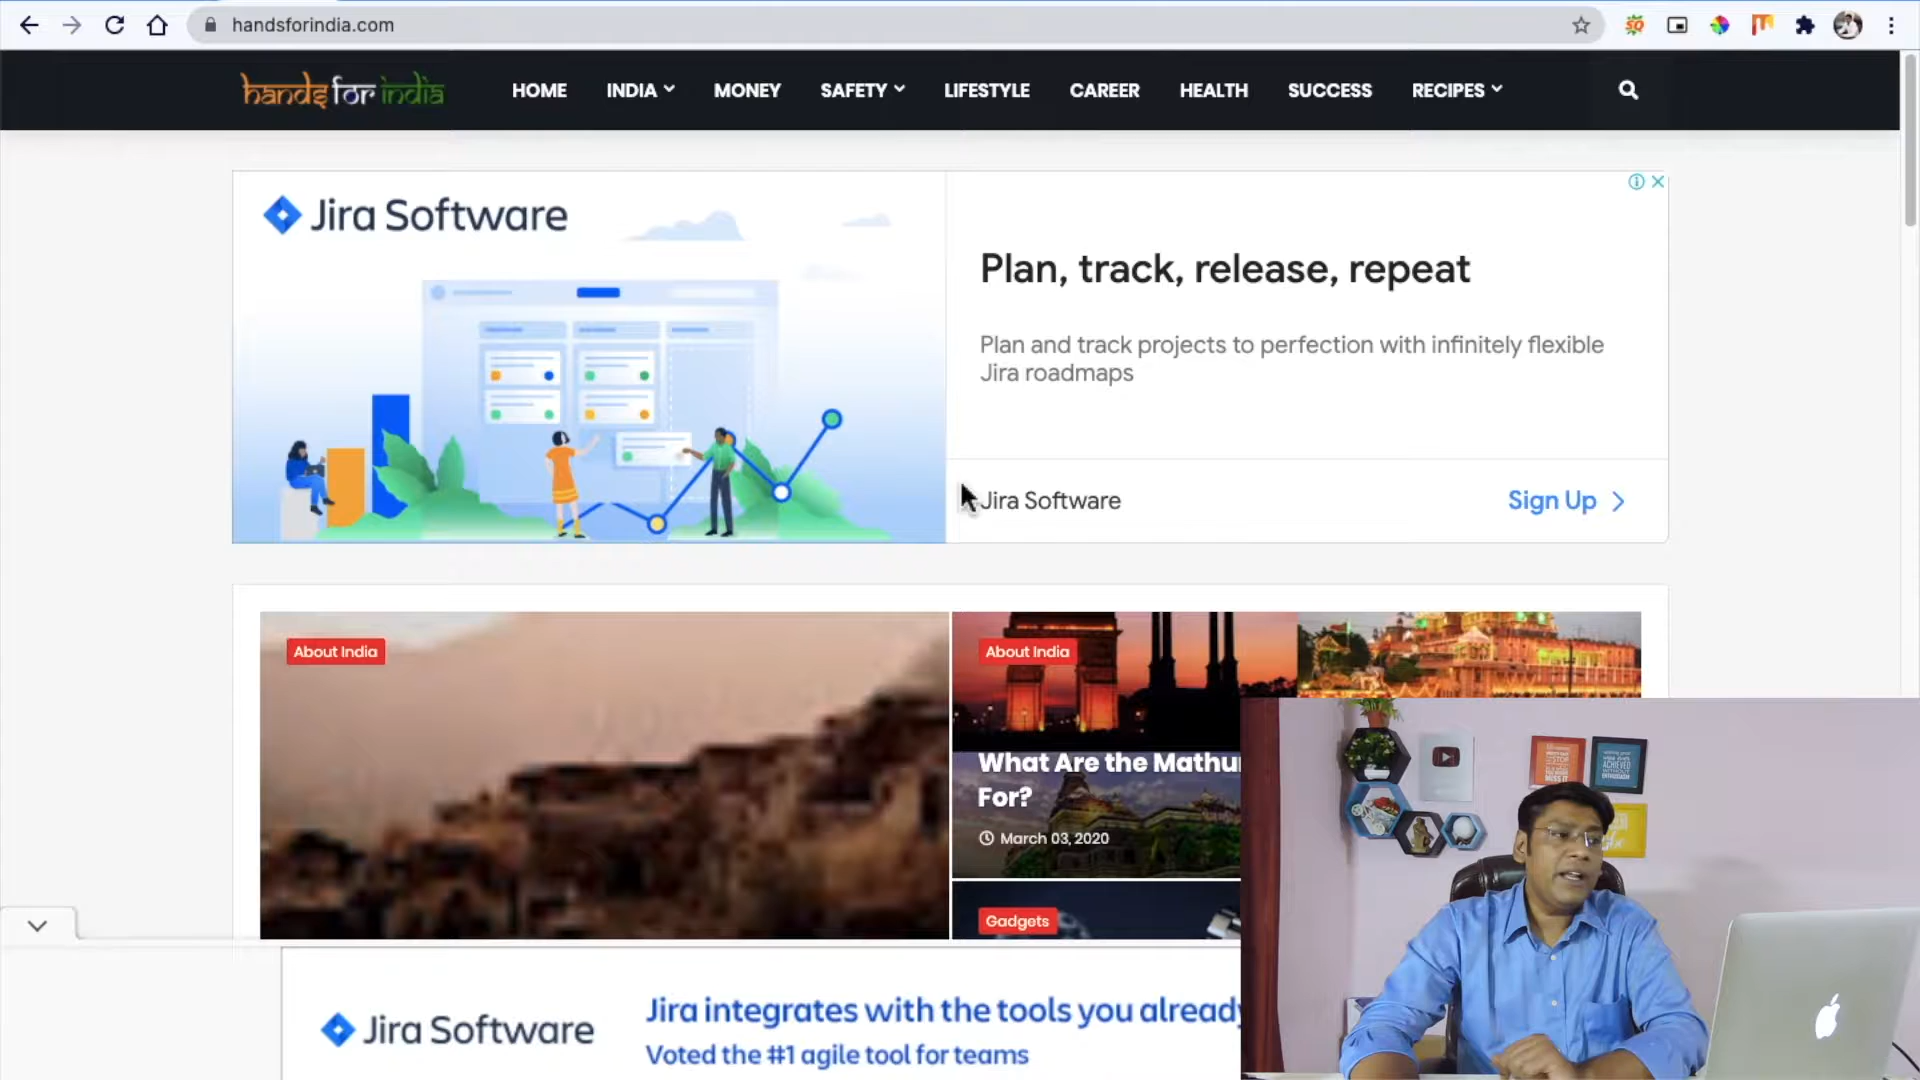 handsforindia.com
hands for india
HOME
INDIA
MONEY
SAFETY
LIFESTYLE
CAREER
HEALTH
SUCCESS
RECIPES
Jira Software
Plan, track, release, repeat
Plan and track projects to perfection with infinitely flexible
Jira roadmaps
Jira Software
Sign Up
About India
About India
What Are the Mathu
For?
March 03, 2020
Gadgets
Jira Software
Jira integrates with the tools you already
Voted the #1 agile tool for teams